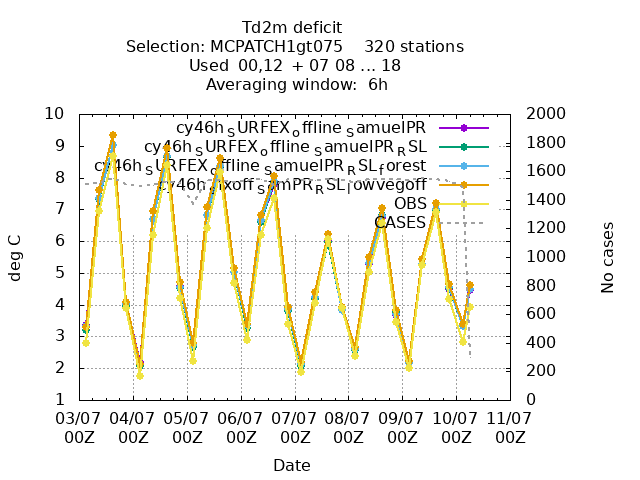 Td2m deficit
Selection: MCPATCH1gt075 320 stations
Used 00,12 + 07 08 ... 18
Averaging window: 6h
cy46h_SURFEX_offline_SamuelPR
cy46h_SURFEX_offline_SamuelPR_RSL
cy46h_SURFEX_offline_SamuelPR_RSL_forest
OBS
CASES
deg C
No cases
10
9
8
7
6
5
4
3
2
1
2000
1800
1600
1400
1200
1000
800
600
400
200
0
03/07 04/07 05/07 06/07 07/07 08/07 09/07 10/07 11/07
00Z 00Z 00Z 00Z 00Z 00Z 00Z 00Z 00Z
Date